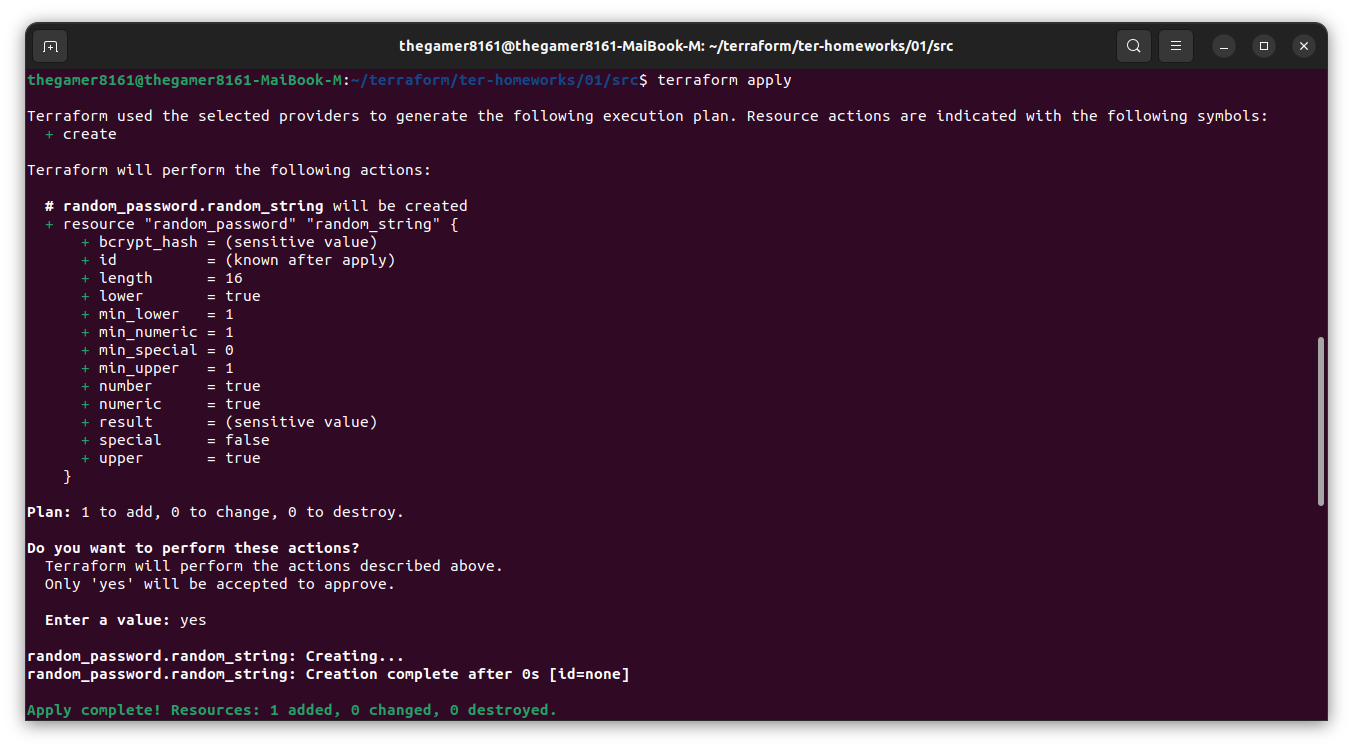 thegamer8161@thegamer8161-MaiBook-M: ~/terraform/ter-homeworks/01/src
thegamer8161@thegamer8161-MaiBook-M:~/terraform/ter-homeworks/01/src$ terraform apply
Terraform used the selected providers to generate the following execution plan. Resource actions are indicated with the following symbols:
  + create
Terraform will perform the following actions:
  # random_password.random_string will be created
  + resource "random_password" "random_string" {
      + bcrypt_hash = (sensitive value)
      + id          = (known after apply)
      + length      = 16
      + lower       = true
      + min_lower   = 1
      + min_numeric = 1
      + min_special = 0
      + min_upper   = 1
      + number      = true
      + numeric     = true
      + result      = (sensitive value)
      + special     = false
      + upper       = true
    }
Plan: 1 to add, 0 to change, 0 to destroy.
Do you want to perform these actions?
  Terraform will perform the actions described above.
  Only 'yes' will be accepted to approve.
  Enter a value: yes
random_password.random_string: Creating...
random_password.random_string: Creation complete after 0s [id=none]
Apply complete! Resources: 1 added, 0 changed, 0 destroyed.